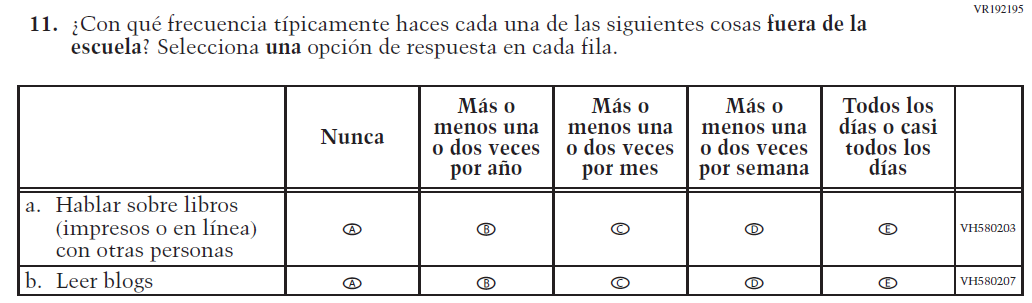 VR192195
11. ¿Con qué frecuencia típicamente haces cada una de las siguientes cosas fuera de la
escuela? Selecciona una opción de respuesta en cada fila.
Nunca
Más o
menos una
o dos veces
por año
Más o
menos una
o dos veces
por mes
Más o
menos una
o dos veces
por semana
Todos los
días o casi
todos los
días
a. Hablar sobre libros
(impresos o en línea)
con otras personas
A B C D E VH580203
b. Leer blogs A B C D E VH580207